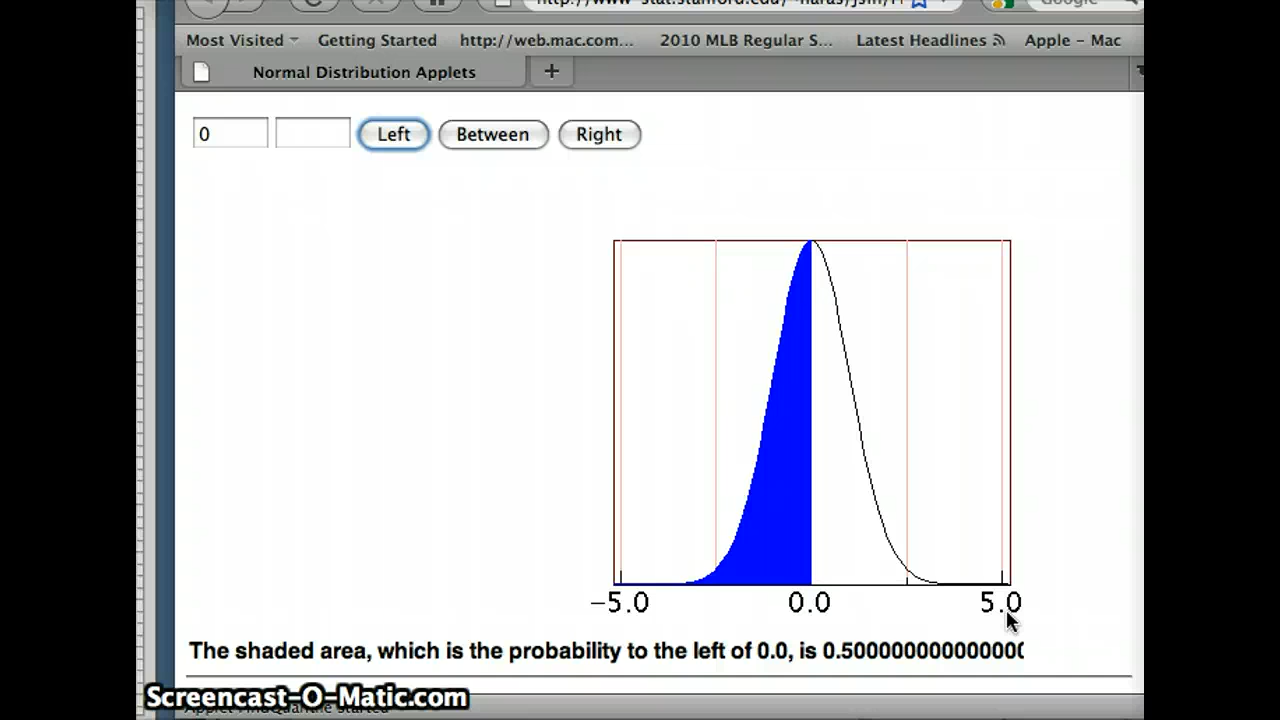 Most Visited Getting Started http://web.mac.com... 2010 MLB Regular S... Latest Headlines Apple – Mac
Normal Distribution Applets +
0 Left Between Right
−5.0 0.0 5.0
The shaded area, which is the probability to the left of 0.0, is 0.500000000000000
Screencast-O-Matic.com